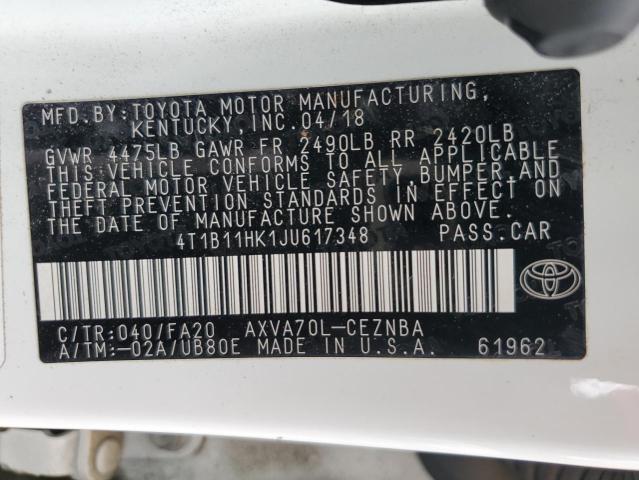 MFD.BY:TOYOTA MOTOR MANUFACTURING,
KENTUCKY,INC.04/18
GVWR 4475LB GAWR FR 2490LB RR 2420LB
THIS VEHICLE CONFORMS TO ALL APPLICABLE
FEDERAL MOTOR VEHICLE SAFETY, BUMPER,AND
THEFT PREVENTION STANDARDS IN EFFECT ON
THE DATE OF MANUFACTURE SHOWN ABOVE.
4T1B11HK1JU617348 PASS.CAR
C/TR:040/FA20 AXVA70L-CEZNBA
A/TM:-02A/UB80E MADE IN U.S.A. 61962